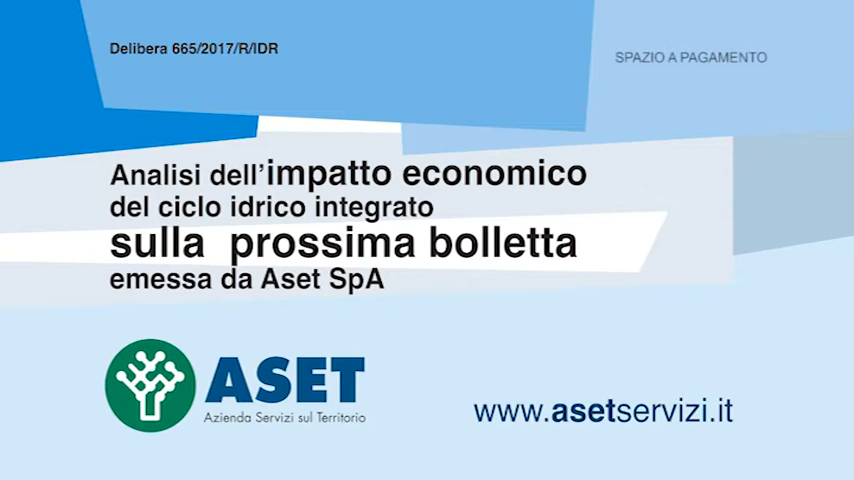 Delibera 665/2017/R/IDR
SPAZIO A PAGAMENTO
Analisi dell'impatto economico
del ciclo idrico integrato
sulla prossima bolletta
emessa da Aset SpA
ASET
Azienda Servizi sul Territorio
www.asetservizi.it